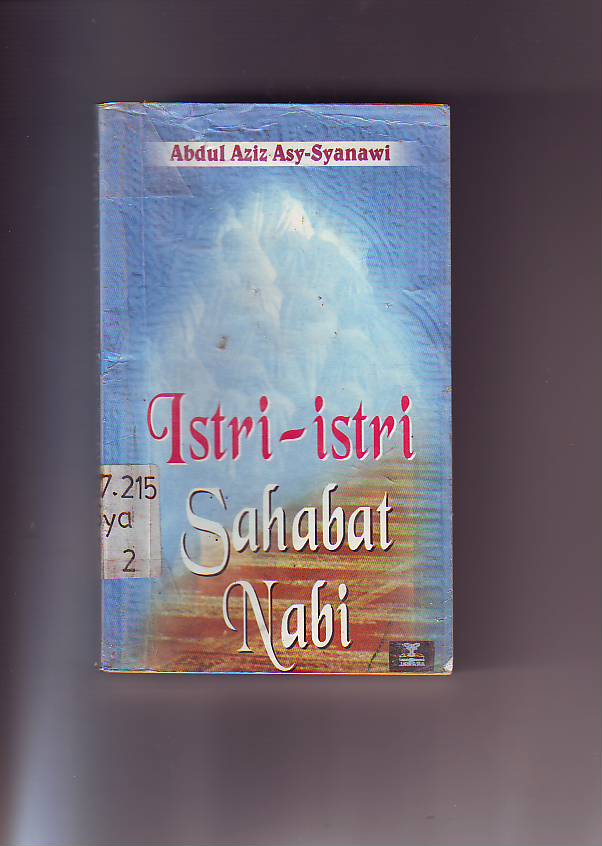 Abdul Aziz Asy-Syanawi
Istri-istri
Sahabat
Nabi
7.215
ya
2